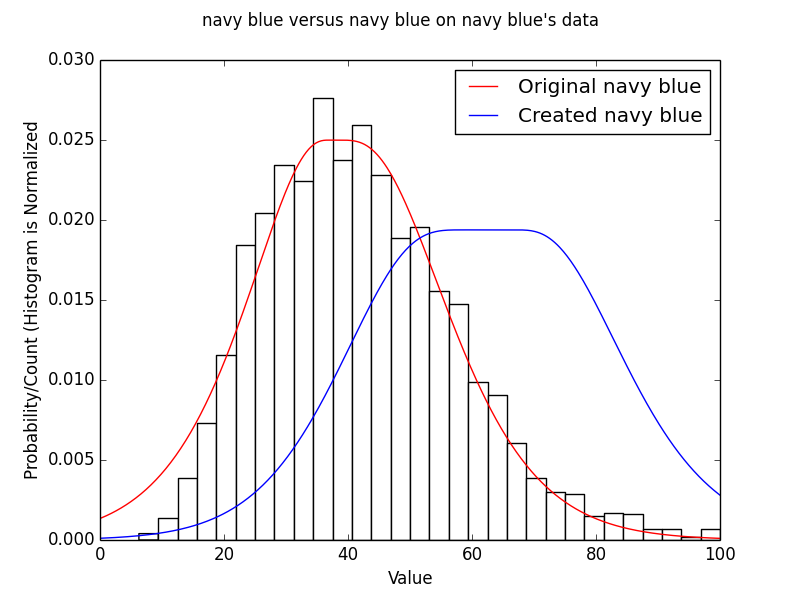 navy blue versus navy blue on navy blue's data
Original navy blue
Created navy blue
Probability/Count (Histogram is Normalized
0.030
0.025
0.020
0.015
0.010
0.005
0.000
0 20 40 60 80 100
Value